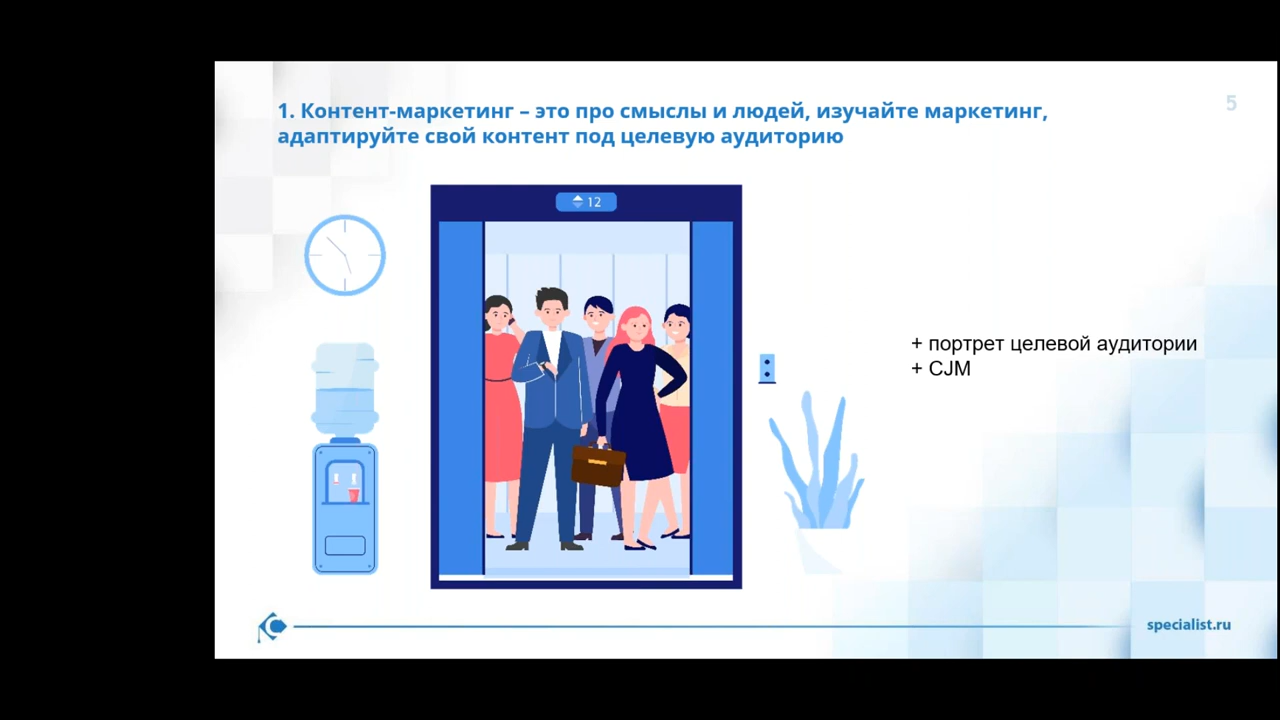 5
1. Контент-маркетинг – это про смыслы и людей, изучайте маркетинг,
адаптируйте свой контент под целевую аудиторию
12
+ портрет целевой аудитории
+ CJM
specialist.ru